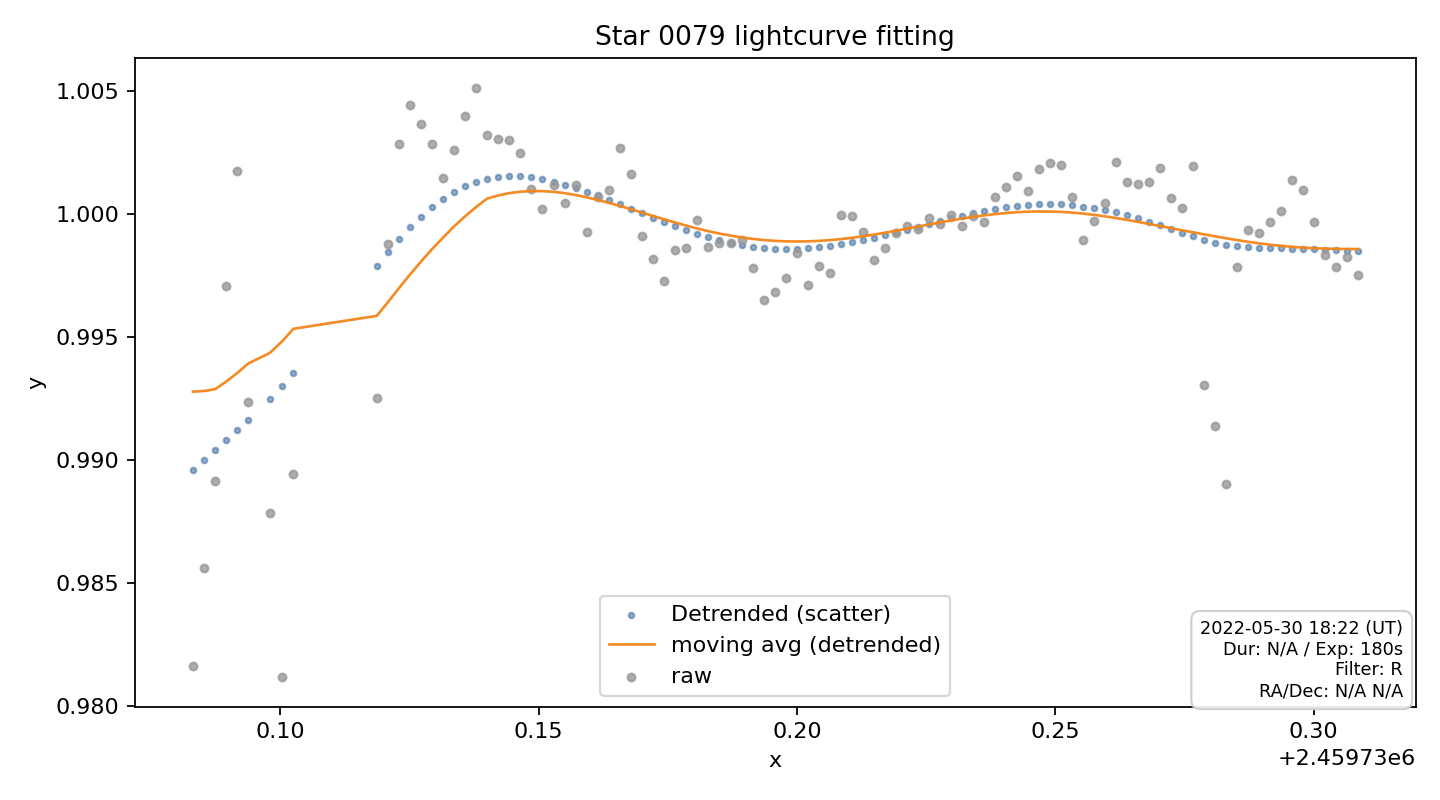 Star 0079 lightcurve fitting
1.005
1.000
0.995
0.990
0.985
0.980
y
Detrended (scatter)
moving avg (detrended)
raw
2022-05-30 18:22 (UT)
Dur: N/A / Exp: 180s
Filter: R
RA/Dec: N/A N/A
0.10 0.15 0.20 0.25 0.30
+2.45973e6
x